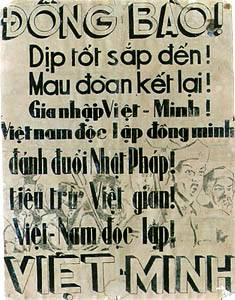 ĐỒNG BÀO!
Dịp tốt sắp đến!
Mau đoàn kết lại!
Gia nhập Việt-Minh!
Việt nam độc lập đồng minh
đánh đuổi Nhật Pháp!
tiêu trừ Việt gian!
Việt-Nam độc-lập!
VIỆT-MINH